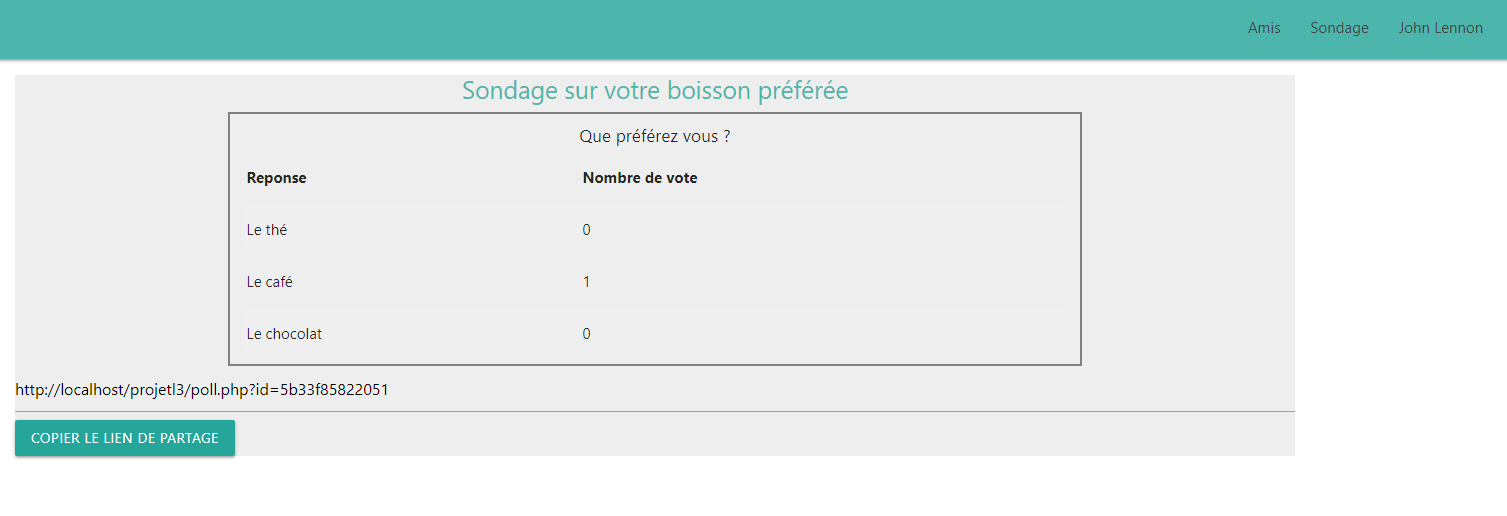 Amis Sondage John Lennon
Sondage sur votre boisson préférée
Que préférez vous ?
Reponse Nombre de vote
Le thé 0
Le café 1
Le chocolat 0
http://localhost/projetl3/poll.php?id=5b33f85822051
COPIER LE LIEN DE PARTAGE